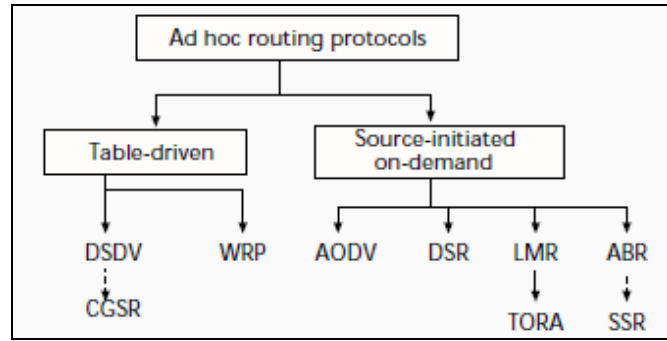 Ad hoc routing protocols
Table-driven
Source-initiated
on-demand
DSDV
WRP
AODV
DSR
LMR
ABR
CGSR
TORA
SSR